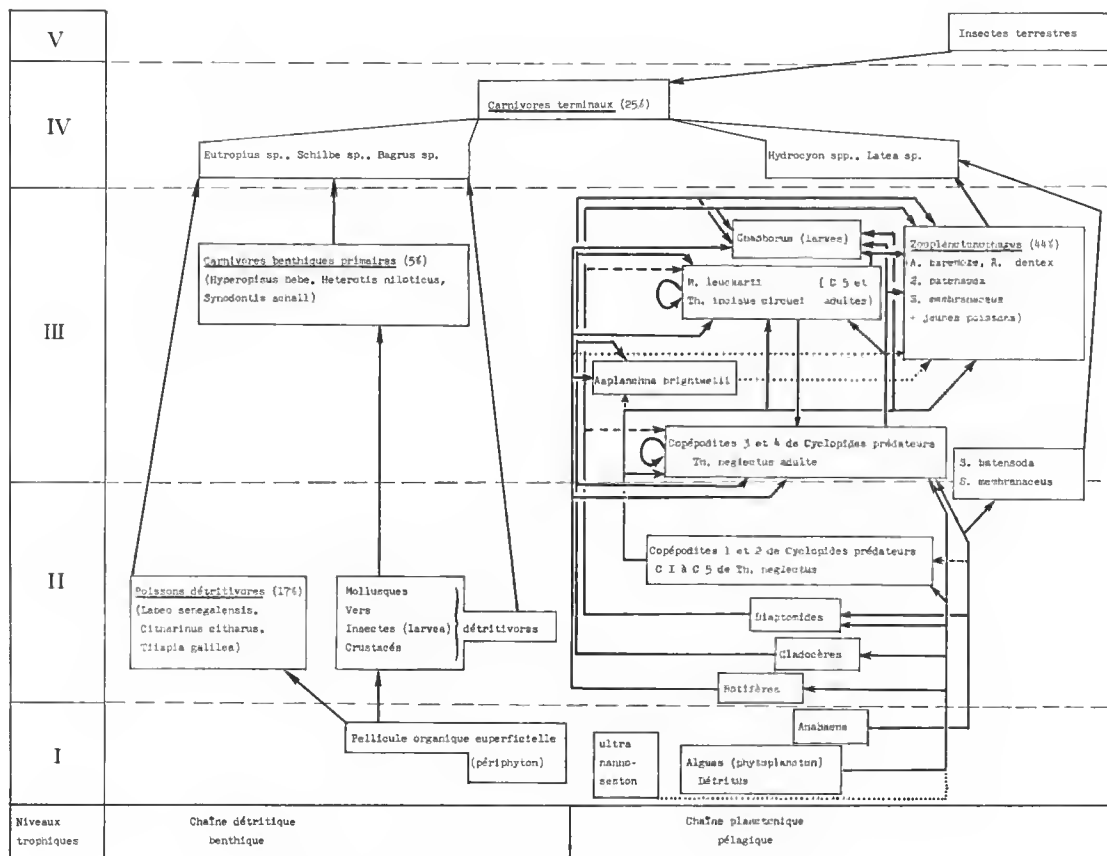 V
Insectes terrestres
IV
Carnivores terminaux (25%)
Eutropius sp., Schilbe sp., Bagrus sp.
Hydrocyon spp., Lates sp.
III
Carnivores benthiques primaires (5%)
(Hyperopisus bebe, Heterotis niloticus,
Synodontis schall)
Chaoborus (larves)
M. leuckarti (C 5 et
Th. incisus circusi adultes)
Zooplanctonophages (44%)
A. baremoze, A. dentex
S. batensoda
S. membranaceus
+ jeunes poissons)
Asplanchna brightwelli
Copépodites 3 et 4 de Cyclopides prédateurs
Th. neglectus adulte
S. batensoda
S. membranaceus
II
Copépodites 1 et 2 de Cyclopides prédateurs
C I à C 5 de Th. neglectus
Poissons détritivores (17%)
(Labeo senegalensis,
Citharinus citharus,
Tilapia galilea)
Mollusques
Vers
Insectes (larves) détritivores
Crustacés
Diaptomides
Cladocères
Rotifères
I
Pellicule organique superficielle
(périphyton)
Anabaena
ultra
nanno-
seston
Algues (phytoplancton)
Détritus
Niveaux
trophiques
Chaîne détritique
benthique
Chaîne planctonique
pélagique